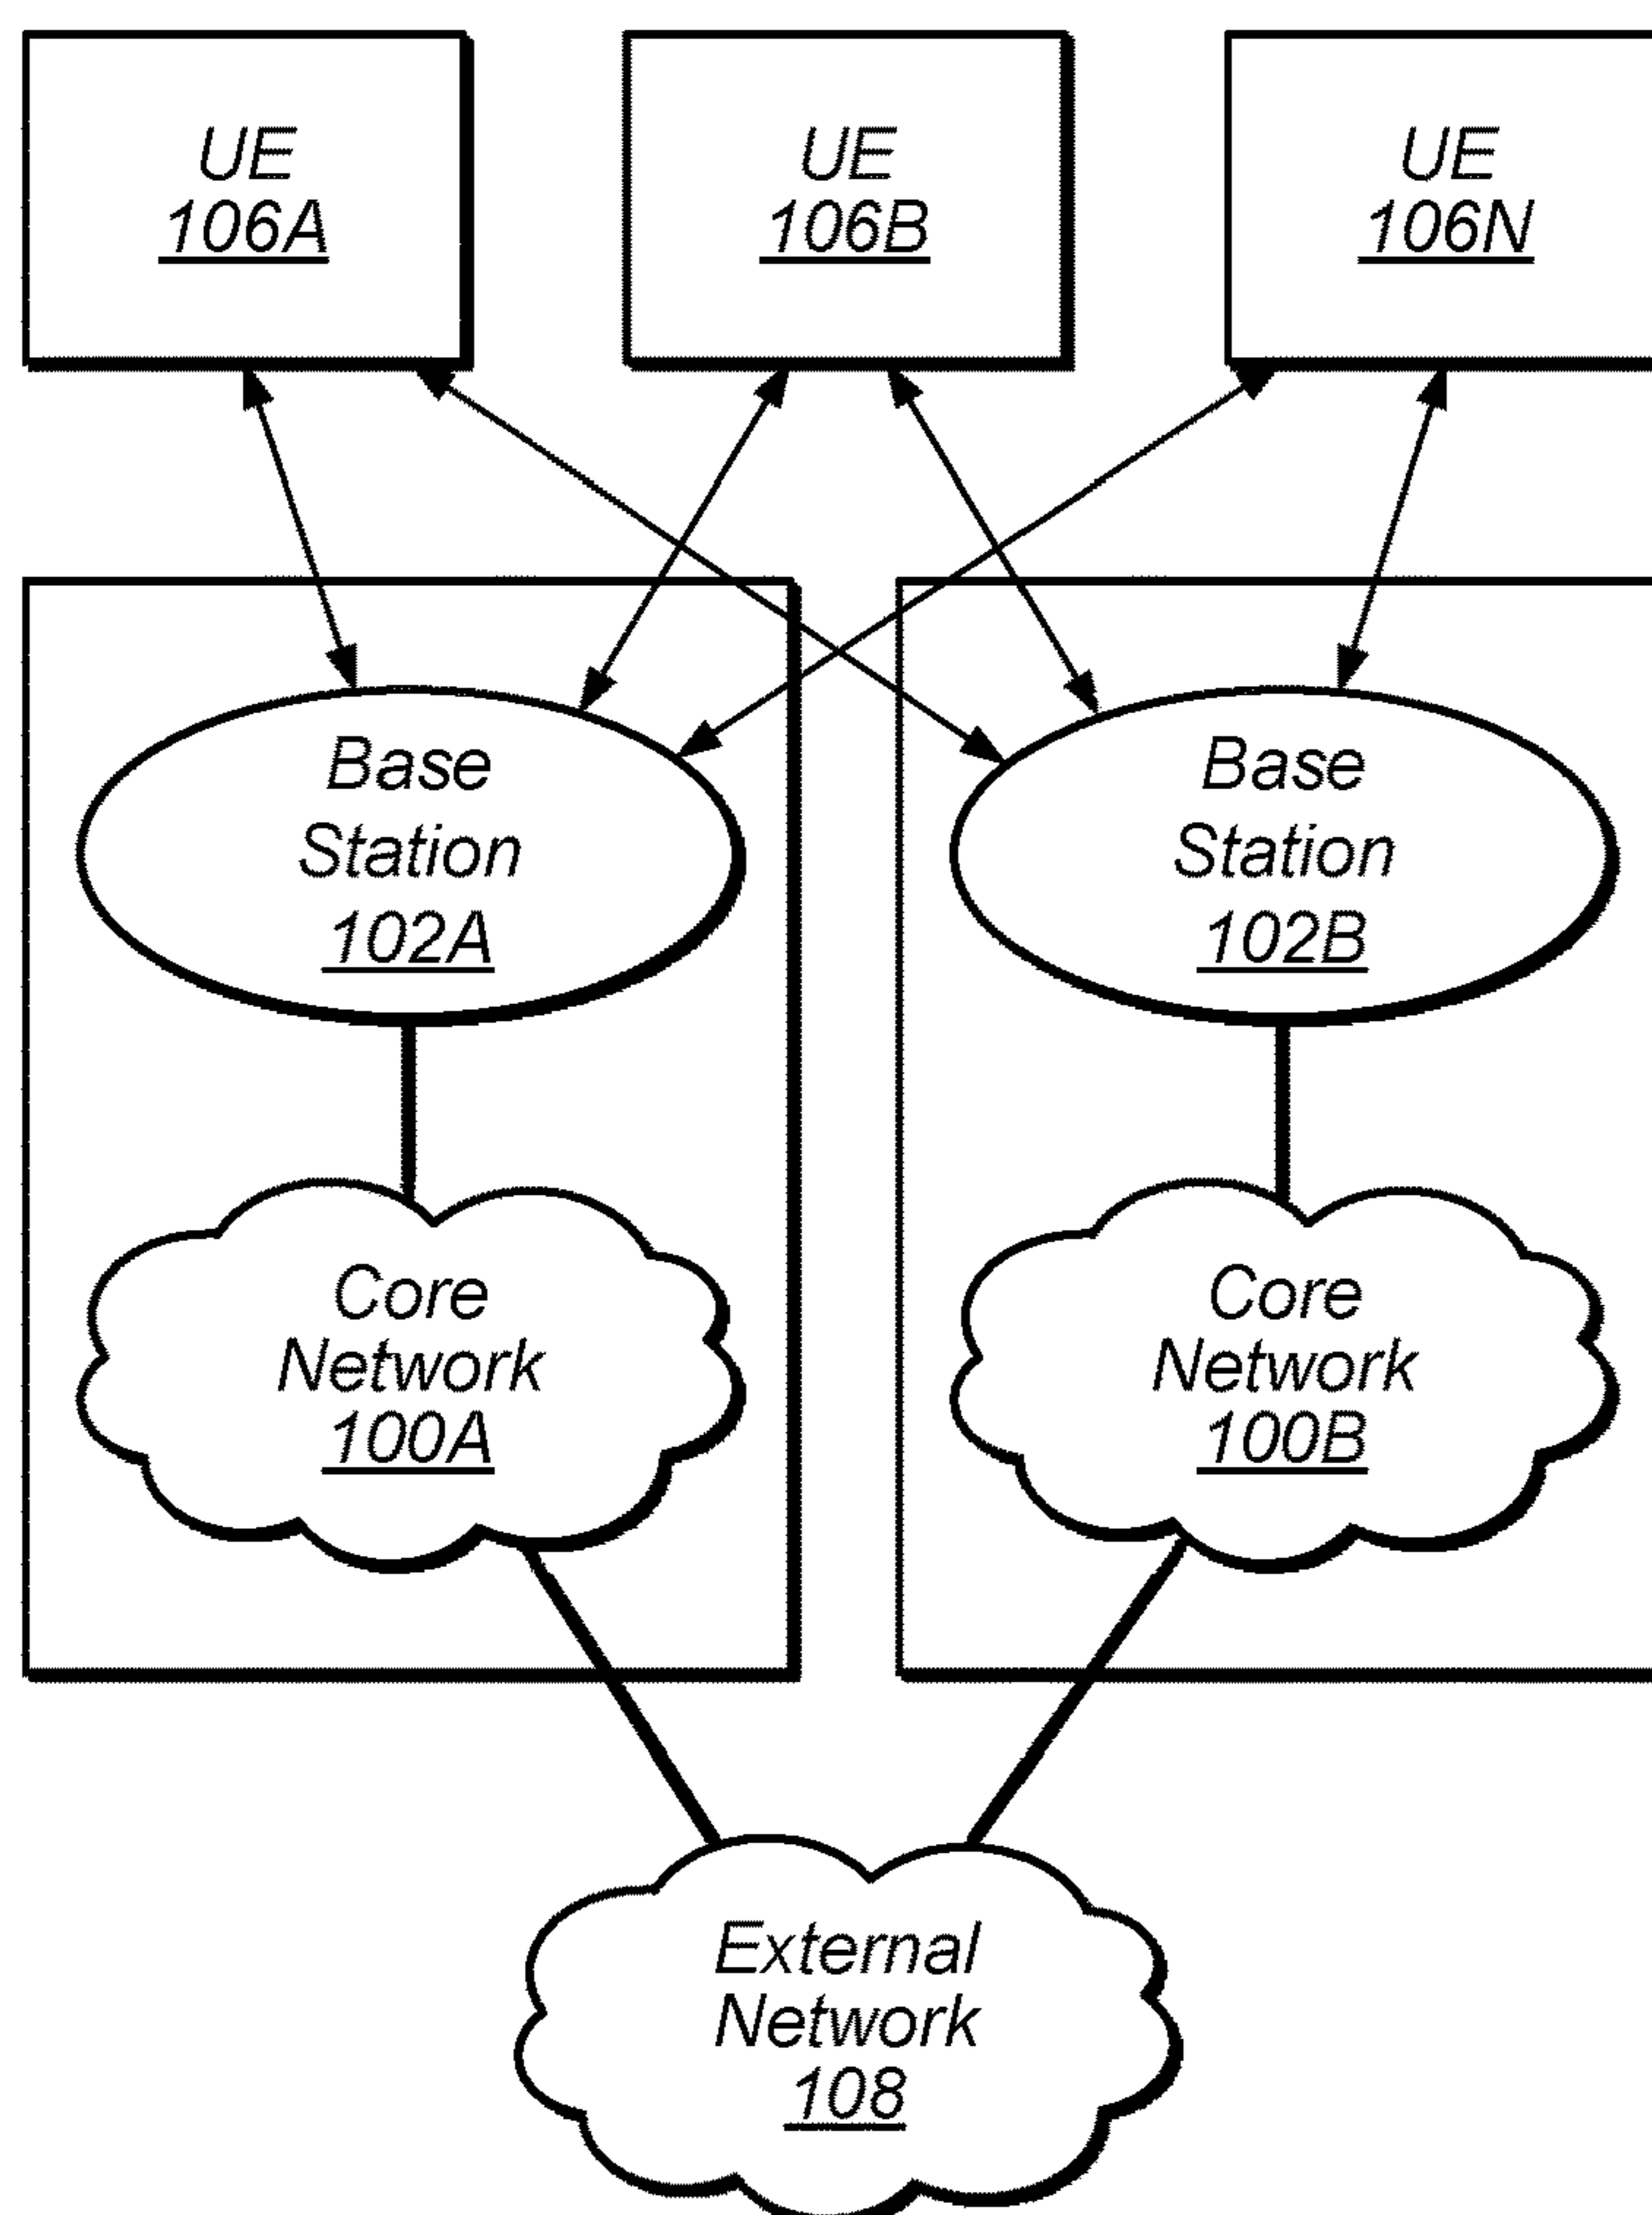 UE
106A
UE
106B
UE
106N
Base
Station
102A
Base
Station
102B
Core
Network
100A
Core
Network
100B
External
Network
108